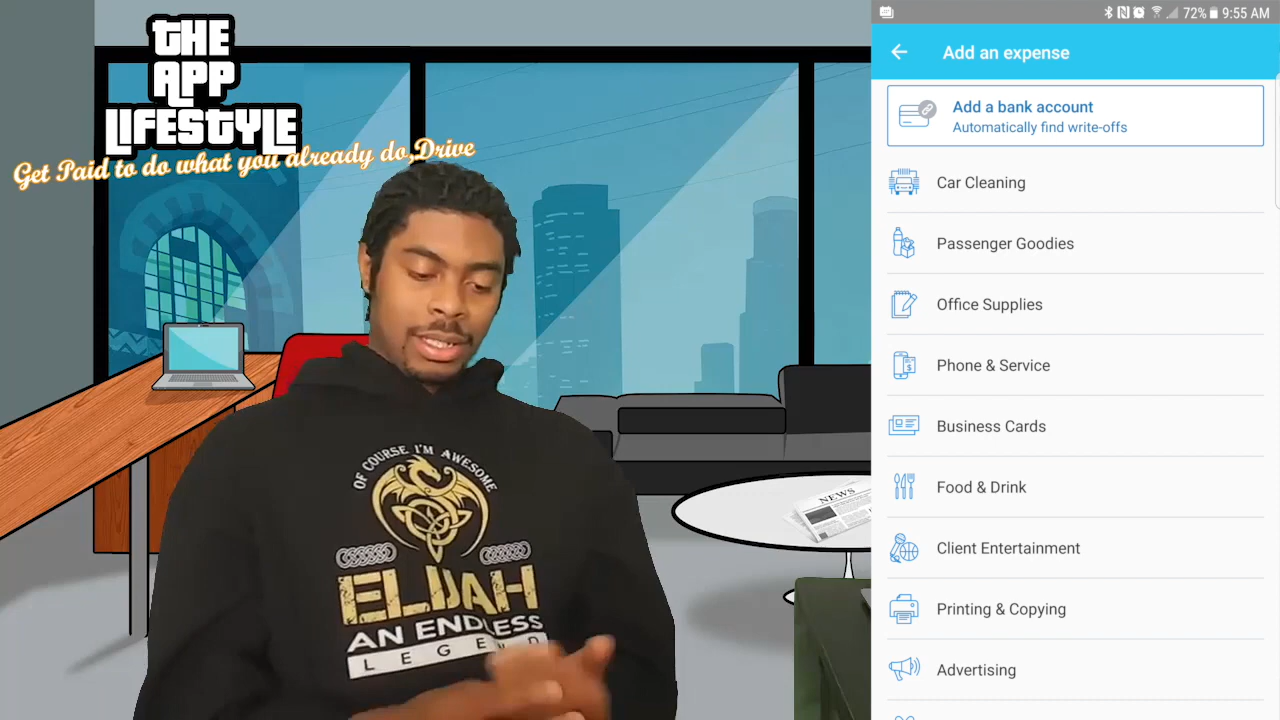 THE
APP
LIFESTYLE
Get Paid to do what you already do,Drive
OF COURSE I'M AWESOME
ELIJAH
AN ENDLESS
LEGEND
NEWS
72% 9:55 AM
Add an expense
Add a bank account
Automatically find write-offs
Car Cleaning
Passenger Goodies
Office Supplies
Phone & Service
Business Cards
Food & Drink
Client Entertainment
Printing & Copying
Advertising